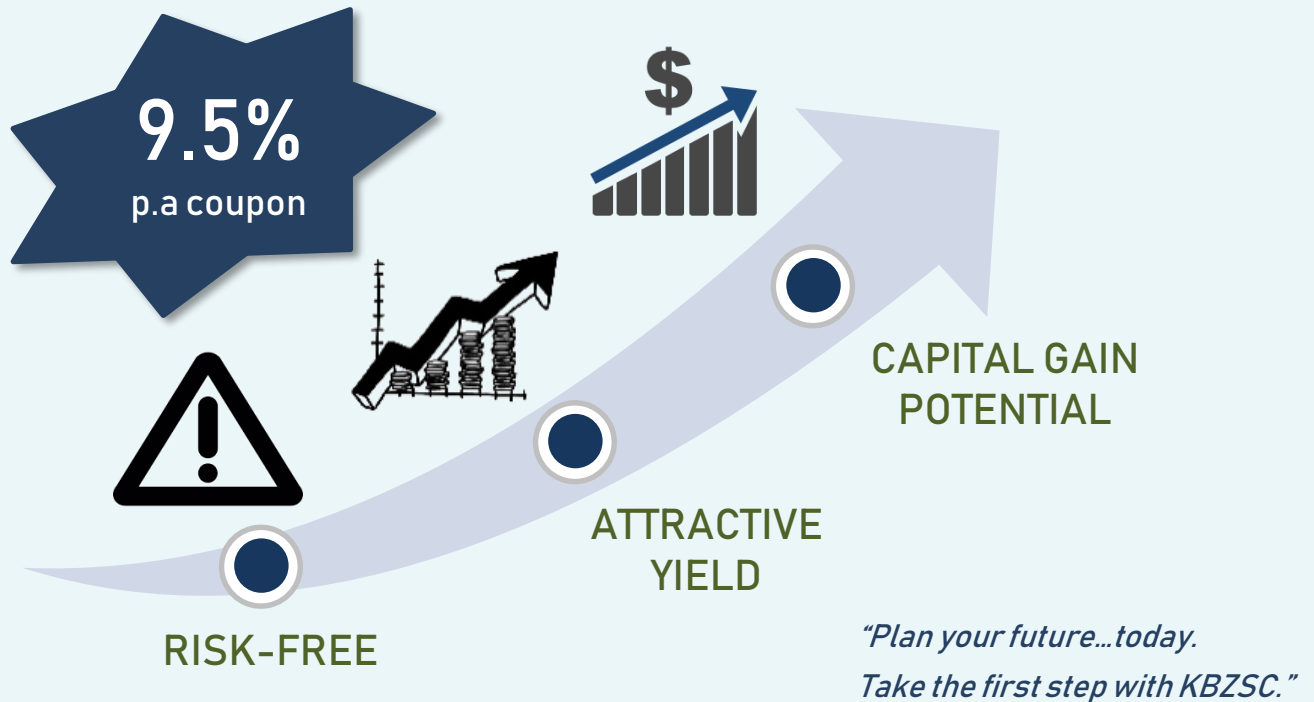 9.5%
p.a coupon
$
CAPITAL GAIN
POTENTIAL
ATTRACTIVE
YIELD
RISK-FREE
“Plan your future...today.
Take the first step with KBZSC.”